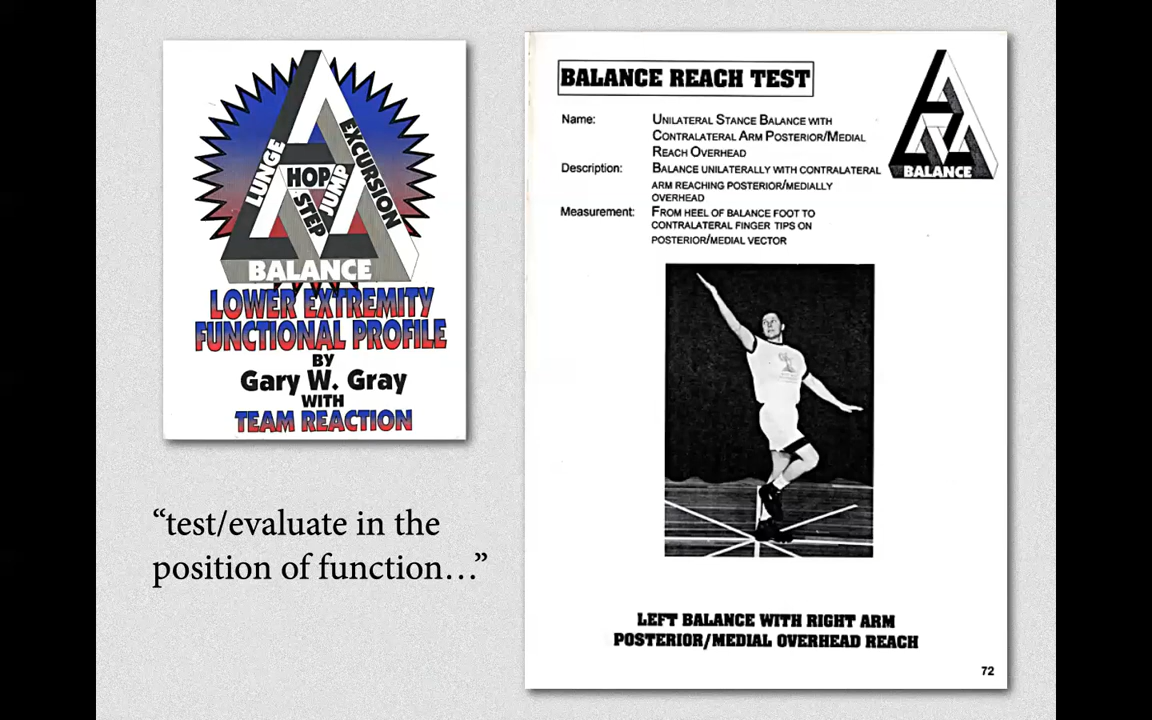 LUNGE
EXCURSION
HOP
JUMP
STEP
BALANCE
LOWER EXTREMITY
FUNCTIONAL PROFILE
BY
Gary W. Gray
WITH
TEAM REACTION
“test/evaluate in the
position of function…”
BALANCE REACH TEST
BALANCE
Name: UNILATERAL STANCE BALANCE WITH
CONTRALATERAL ARM POSTERIOR/MEDIAL
REACH OVERHEAD
Description: BALANCE UNILATERALLY WITH CONTRALATERAL
ARM REACHING POSTERIOR/MEDIALLY
OVERHEAD
Measurement: FROM HEEL OF BALANCE FOOT TO
CONTRALATERAL FINGER TIPS ON
POSTERIOR/MEDIAL VECTOR
LEFT BALANCE WITH RIGHT ARM
POSTERIOR/MEDIAL OVERHEAD REACH
72